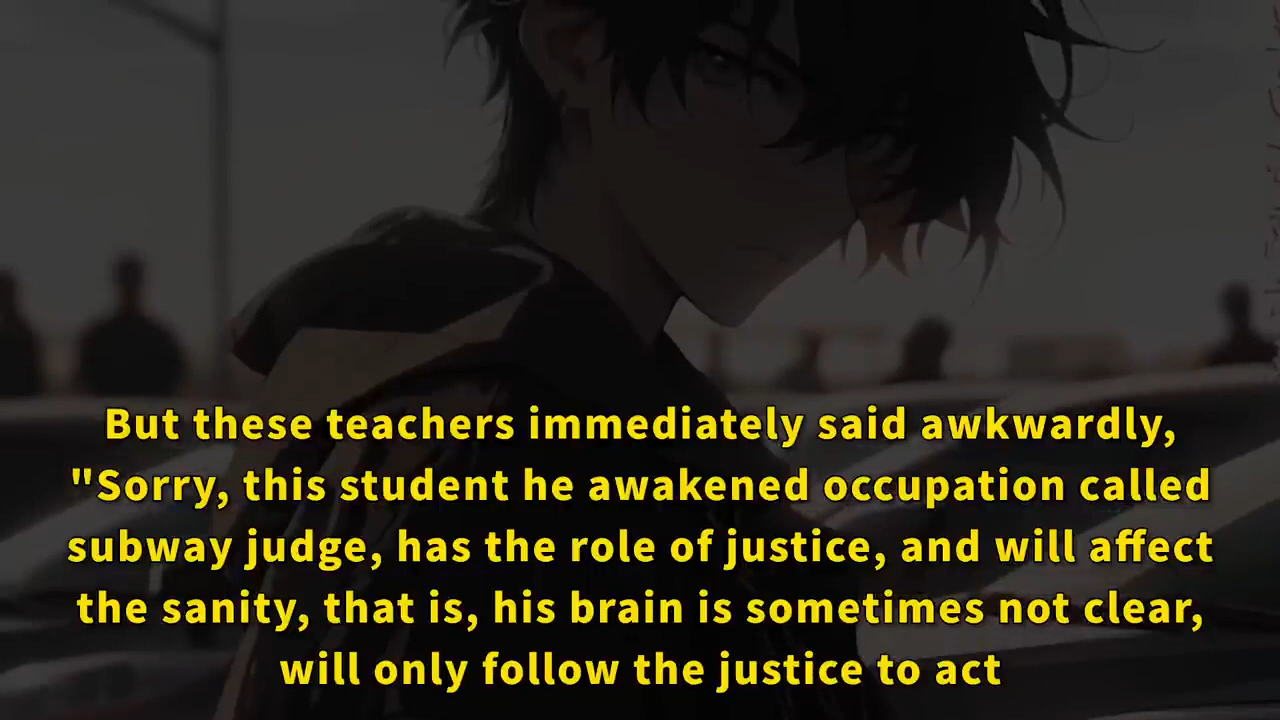 But these teachers immediately said awkwardly,
"Sorry, this student he awakened occupation called
subway judge, has the role of justice, and will affect
the sanity, that is, his brain is sometimes not clear,
will only follow the justice to act